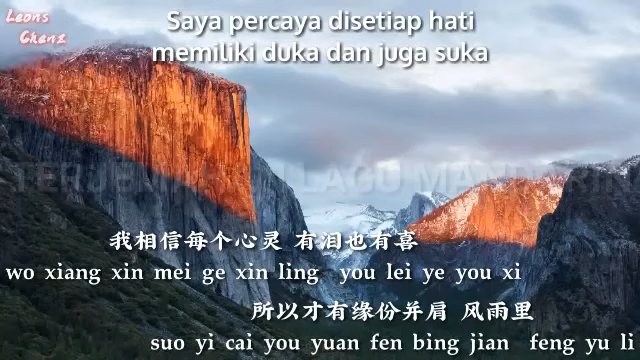 Leons
Chenz
Saya percaya disetiap hati
memiliki duka dan juga suka
TERJEMAHAN LAGU MANDARIN
我相信每个心灵 有泪也有喜
wo xiang xin mei ge xin ling you lei ye you xi
所以才有缘份并肩 风雨里
suo yi cai you yuan fen bing jian feng yu li